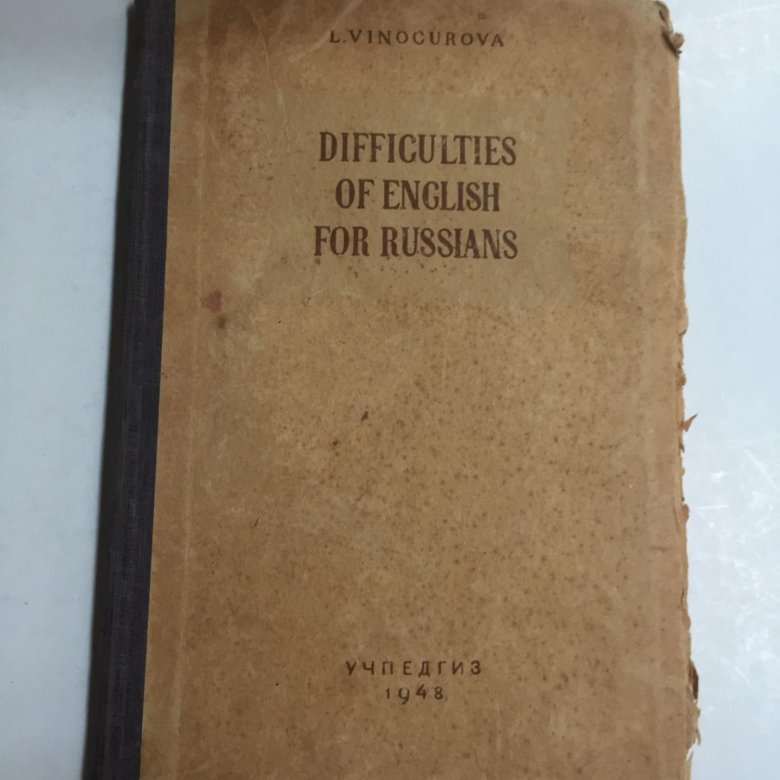 L. VINOCUROVA
DIFFICULTIES
OF ENGLISH
FOR RUSSIANS
УЧПЕДГИЗ
1948